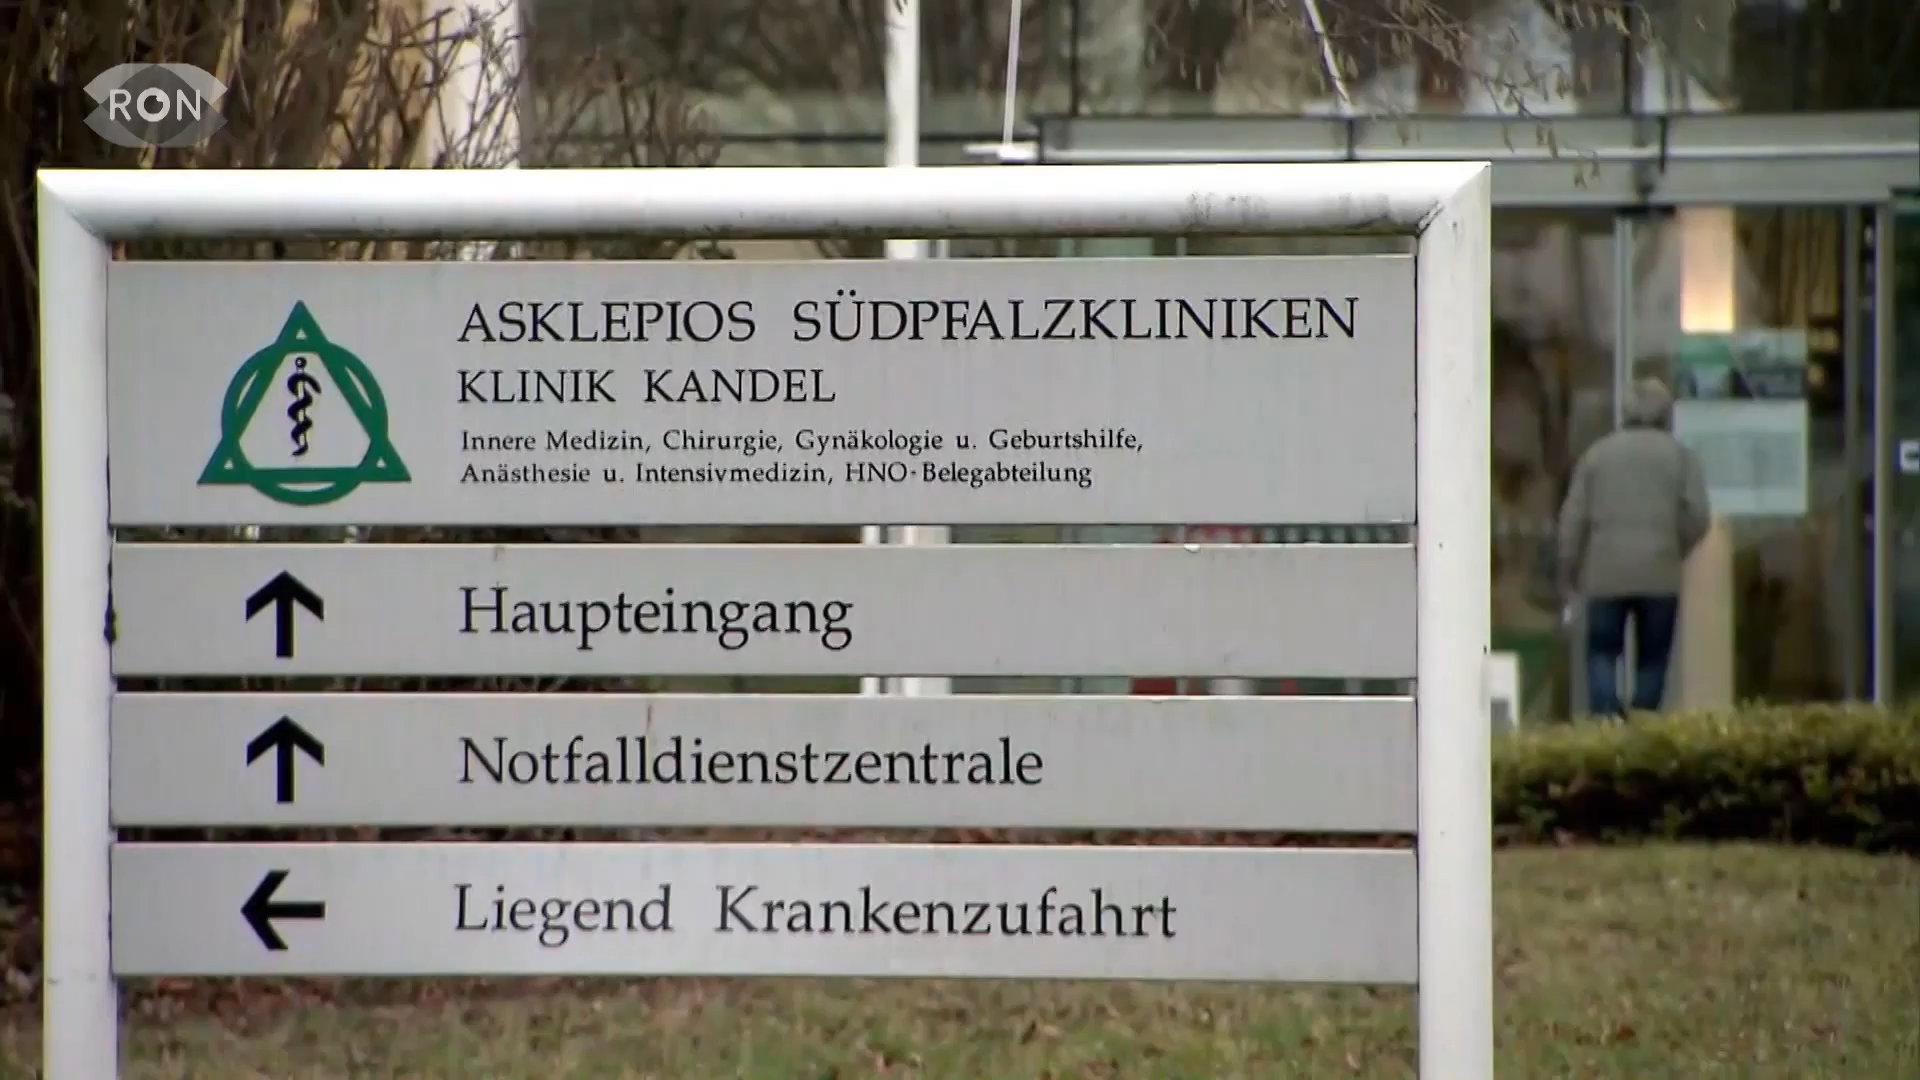 RON
ASKLEPIOS SÜDPFALZKLINIKEN
KLINIK KANDEL
Innere Medizin, Chirurgie, Gynäkologie u. Geburtshilfe,
Anästhesie u. Intensivmedizin, HNO-Belegabteilung
Haupteingang
Notfalldienstzentrale
Liegend Krankenzufahrt